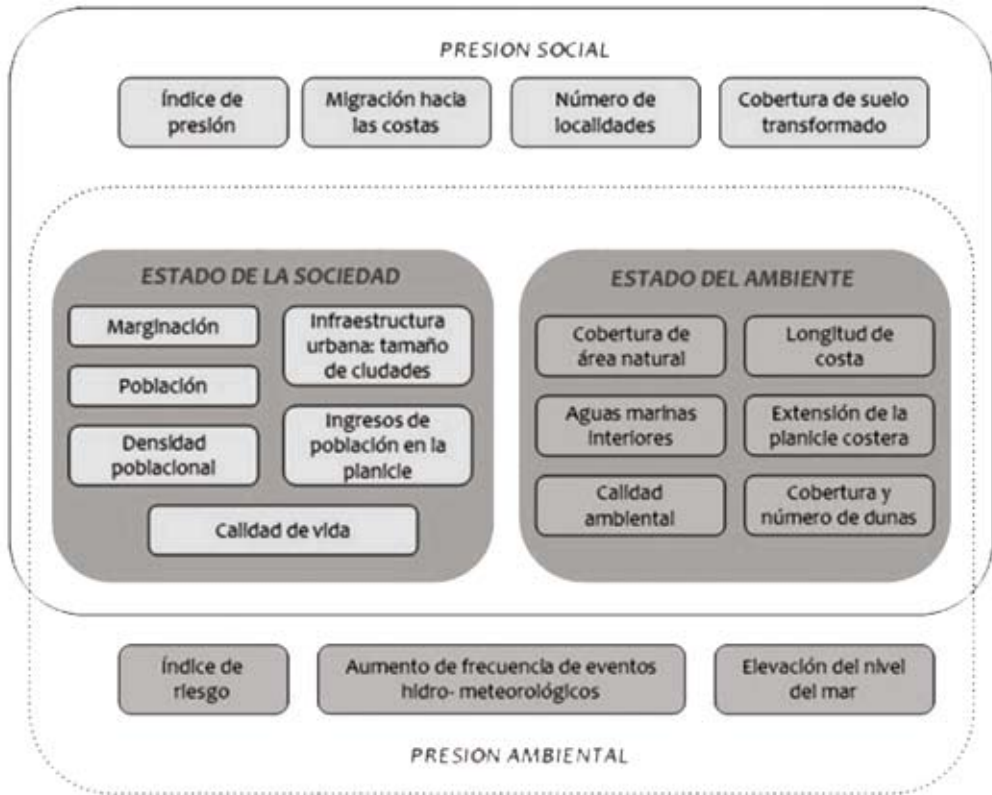 PRESION SOCIAL
Índice de
presión
Migración hacia
las costas
Número de
localidades
Cobertura de suelo
transformado
ESTADO DE LA SOCIEDAD
Marginación
Población
Densidad
poblacional
Infraestructura
urbana: tamaño
de ciudades
Ingresos de
población en la
planicie
Calidad de vida
ESTADO DEL AMBIENTE
Cobertura de
área natural
Longitud de
costa
Aguas marinas
interiores
Extensión de la
planicie costera
Calidad
ambiental
Cobertura y
número de dunas
Índice de
riesgo
Aumento de frecuencia de eventos
hidro- meteorológicos
Elevación del nivel
del mar
PRESION AMBIENTAL